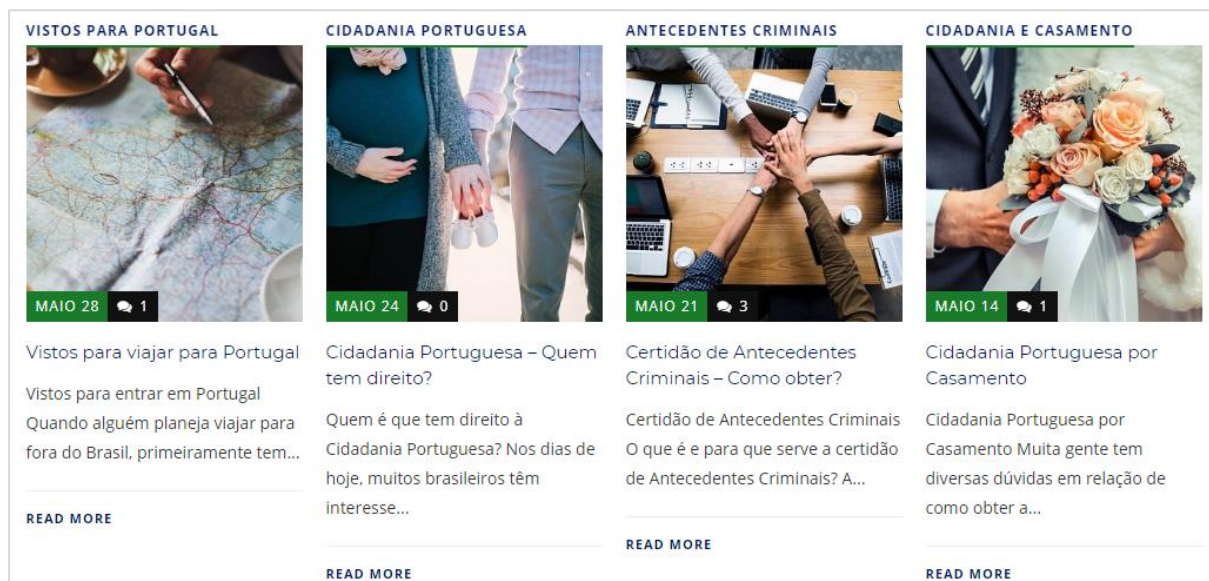 VISTOS PARA PORTUGAL
MAIO 28 1
Vistos para viajar para Portugal
Vistos para entrar em Portugal
Quando alguém planeja viajar para
fora do Brasil, primeiramente tem...
READ MORE
CIDADANIA PORTUGUESA
MAIO 24 0
Cidadania Portuguesa – Quem
tem direito?
Quem é que tem direito à
Cidadania Portuguesa? Nos dias de
hoje, muitos brasileiros têm
interesse...
READ MORE
ANTECEDENTES CRIMINAIS
MAIO 21 3
Certidão de Antecedentes
Criminais – Como obter?
Certidão de Antecedentes Criminais
O que é e para que serve a certidão
de Antecedentes Criminais? A...
READ MORE
CIDADANIA E CASAMENTO
MAIO 14 1
Cidadania Portuguesa por
Casamento
Cidadania Portuguesa por
Casamento Muita gente tem
diversas dúvidas em relação de
como obter a...
READ MORE